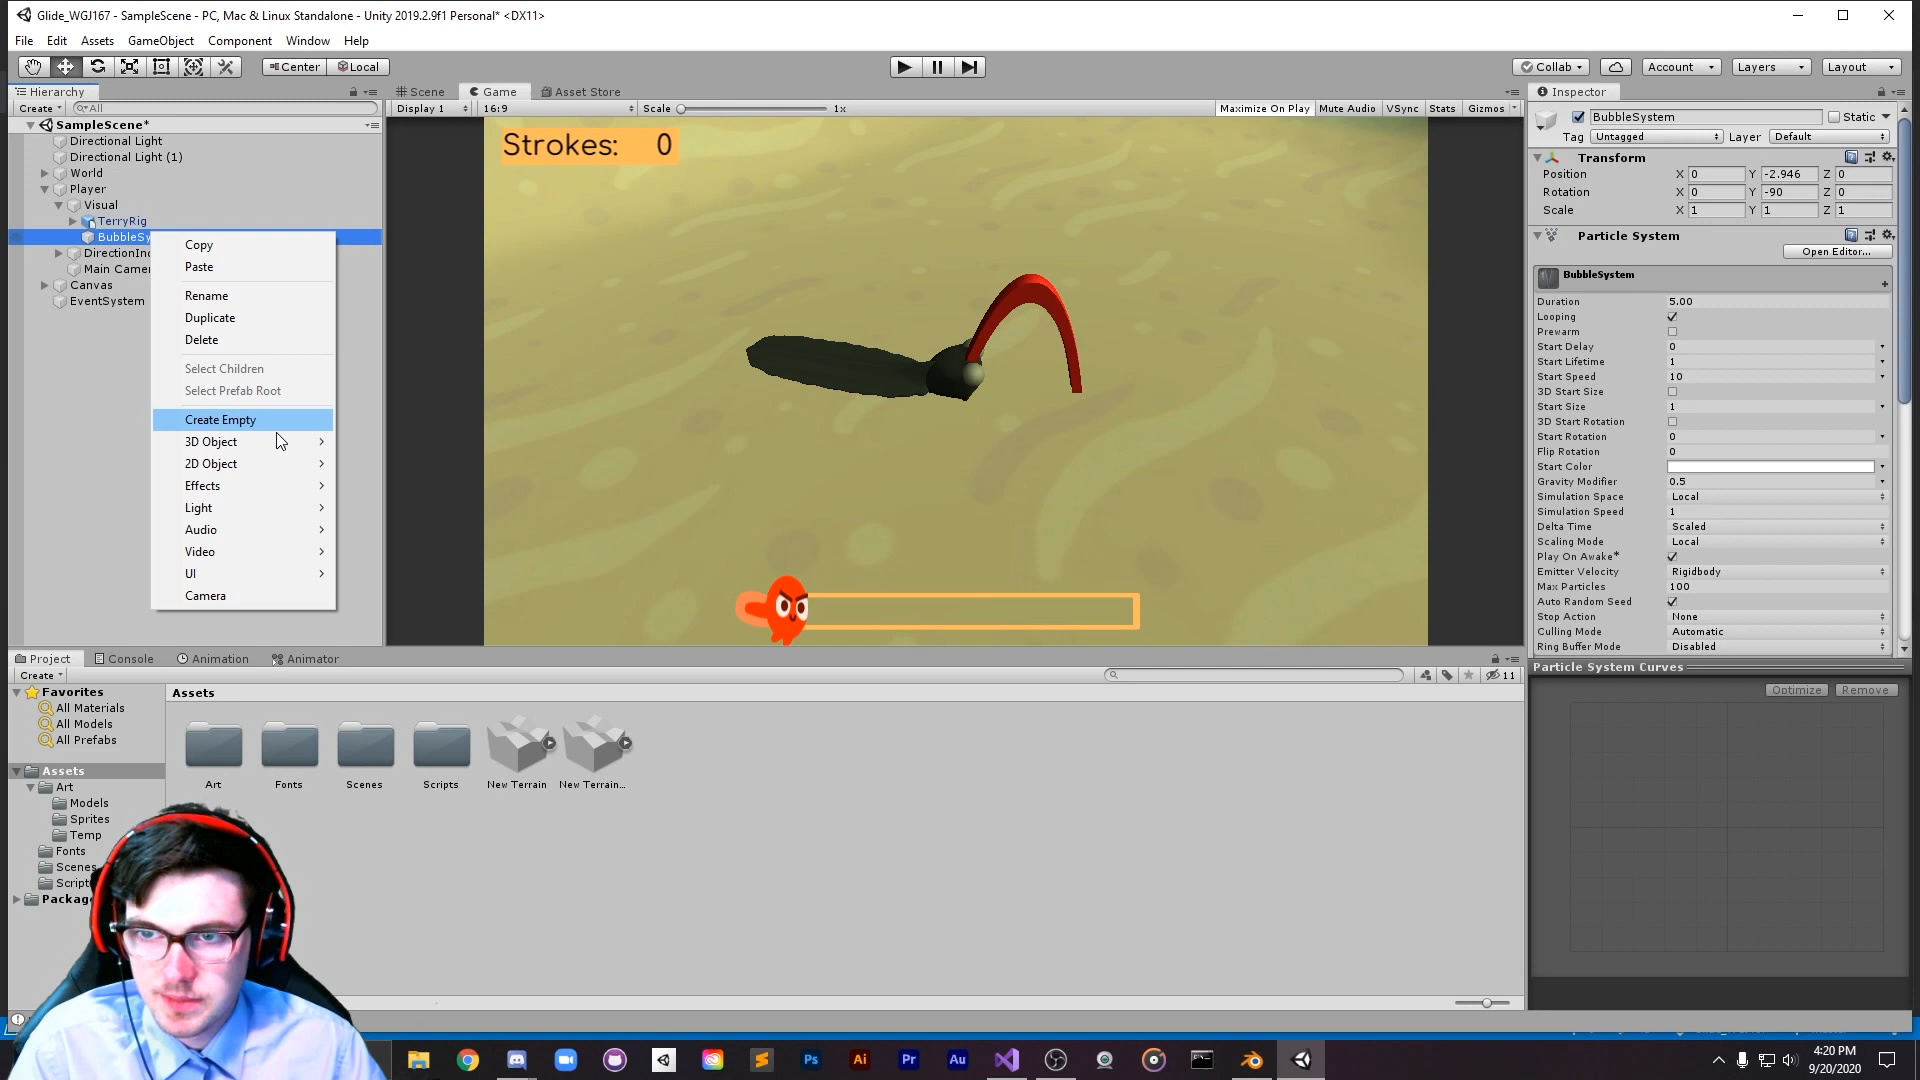 Glide_WGJ167 - SampleScene - PC, Mac & Linux Standalone - Unity 2019.2.9f1 Personal* <DX11>
File Edit Assets GameObject Component Window Help
Center Local
Collab Account Layers Layout
Hierarchy
Create All
SampleScene*
Directional Light
Directional Light (1)
World
Player
Visual
TerryRig
BubbleSy
DirectionInd
Main Camer
Canvas
EventSystem
Copy
Paste
Rename
Duplicate
Delete
Select Children
Select Prefab Root
Create Empty
3D Object
2D Object
Effects
Light
Audio
Video
UI
Camera
Scene Game Asset Store
Display 1 16:9 Scale 1x Maximize On Play Mute Audio VSync Stats Gizmos
Strokes: 0
Inspector
BubbleSystem Static
Tag Untagged Layer Default
Transform
Position X 0 Y -2.946 Z 0
Rotation X 0 Y -90 Z 0
Scale X 1 Y 1 Z 1
Particle System
Open Editor...
BubbleSystem
Duration 5.00
Looping
Prewarm
Start Delay 0
Start Lifetime 1
Start Speed 10
3D Start Size
Start Size 1
3D Start Rotation
Start Rotation 0
Flip Rotation 0
Start Color
Gravity Modifier 0.5
Simulation Space Local
Simulation Speed 1
Delta Time Scaled
Scaling Mode Local
Play On Awake*
Emitter Velocity Rigidbody
Max Particles 100
Auto Random Seed
Stop Action None
Culling Mode Automatic
Ring Buffer Mode Disabled
Particle System Curves
Optimize Remove
Project Console Animation Animator
Create
11
Favorites
All Materials
All Models
All Prefabs
Assets
Art
Models
Sprites
Temp
Fonts
Scenes
Script
Packag
Assets
Art Fonts Scenes Scripts New Terrain New Terrain...
Ps Ai Pr Au
4:20 PM
9/20/2020